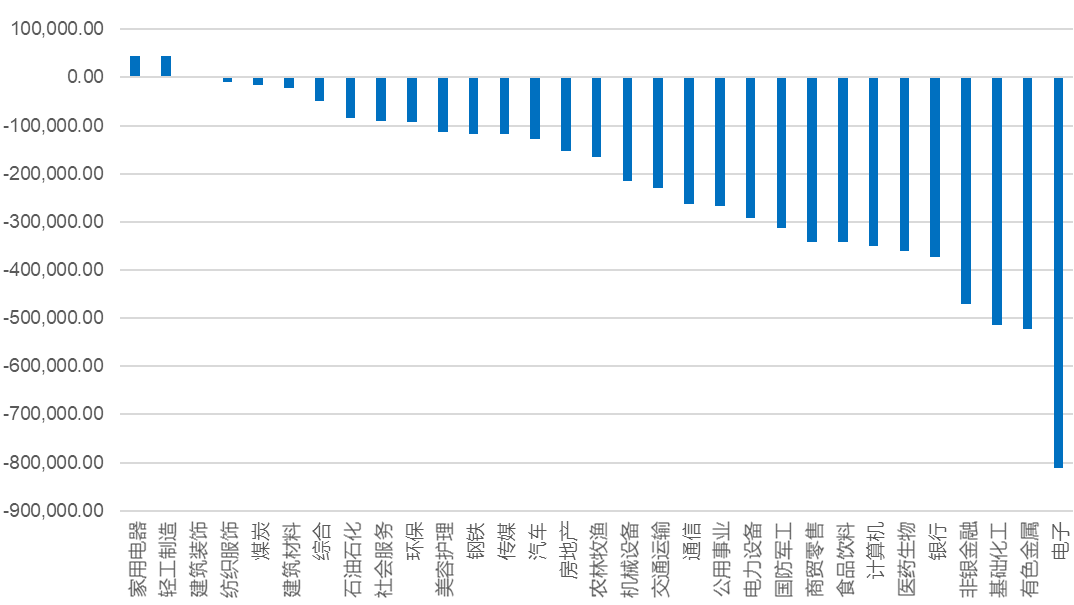 100,000.00
0.00
-100,000.00
-200,000.00
-300,000.00
-400,000.00
-500,000.00
-600,000.00
-700,000.00
-800,000.00
-900,000.00
家用电器
轻工制造
建筑装饰
纺织服饰
煤炭
建筑材料
综合
石油石化
社会服务
环保
美容护理
钢铁
传媒
汽车
房地产
农林牧渔
机械设备
交通运输
通信
公用事业
电力设备
国防军工
商贸零售
食品饮料
计算机
医药生物
银行
非银金融
基础化工
有色金属
电子